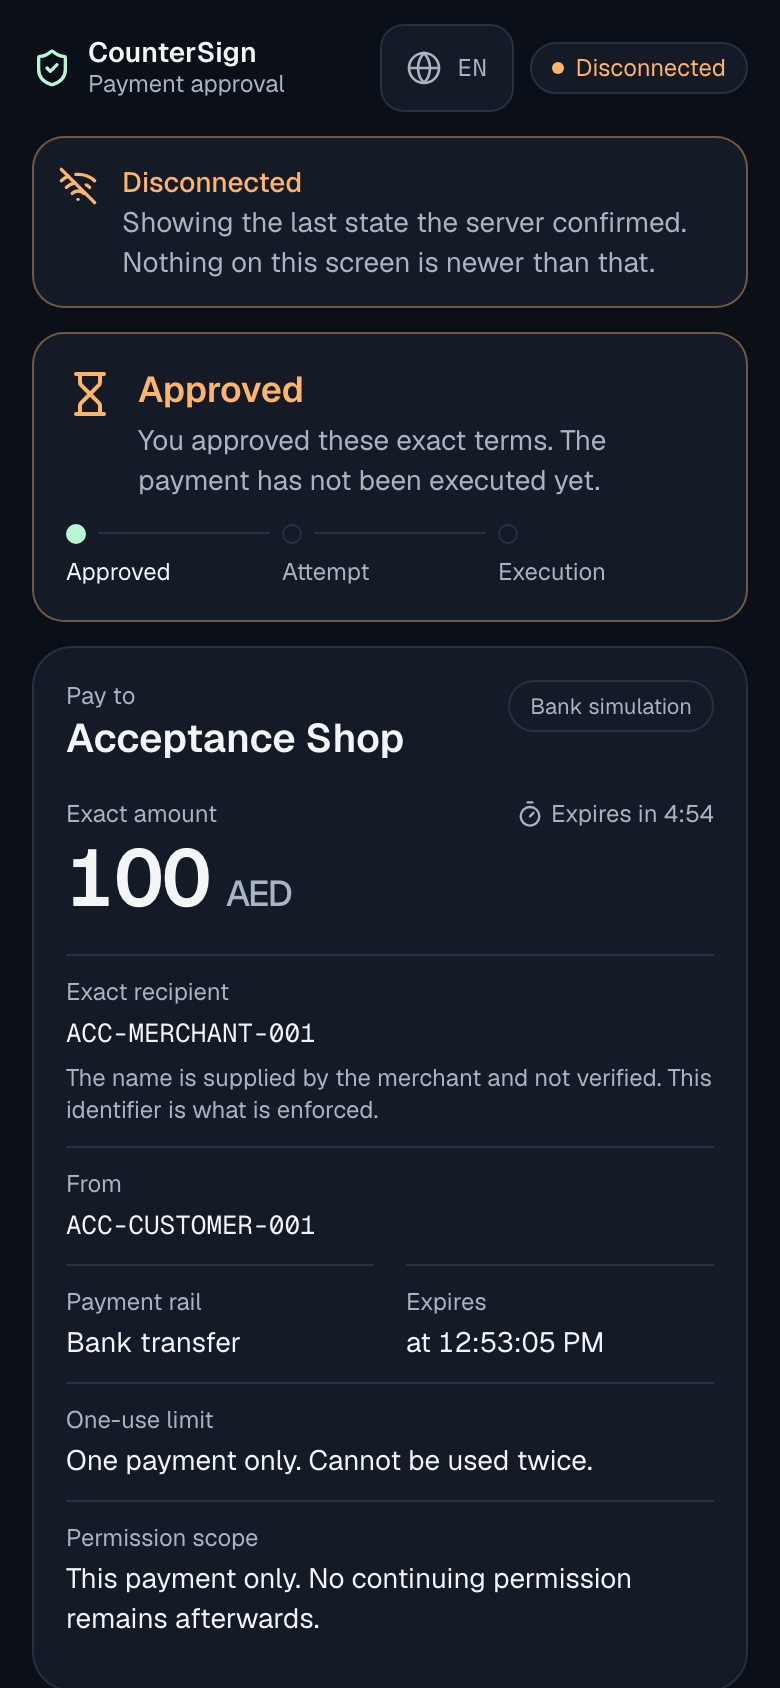 CounterSign
Payment approval
EN
Disconnected
Disconnected
Showing the last state the server confirmed.
Nothing on this screen is newer than that.
Approved
You approved these exact terms. The
payment has not been executed yet.
Approved
Attempt
Execution
Pay to
Acceptance Shop
Bank simulation
Exact amount
Expires in 4:54
100 AED
Exact recipient
ACC-MERCHANT-001
The name is supplied by the merchant and not verified. This
identifier is what is enforced.
From
ACC-CUSTOMER-001
Payment rail
Bank transfer
Expires
at 12:53:05 PM
One-use limit
One payment only. Cannot be used twice.
Permission scope
This payment only. No continuing permission
remains afterwards.